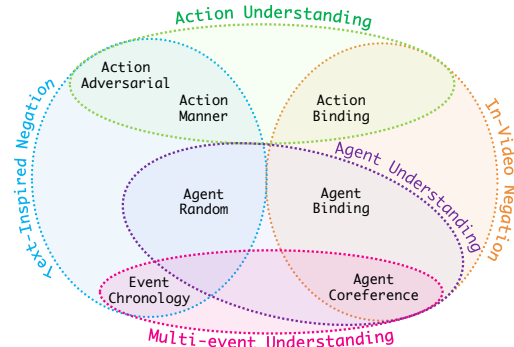 Action Understanding
Text-Inspired Negation
In-Video Negation
Action
Adversarial
Action
Manner
Action
Binding
Agent Understanding
Agent
Random
Agent
Binding
Event
Chronology
Agent
Coreference
Multi-event Understanding